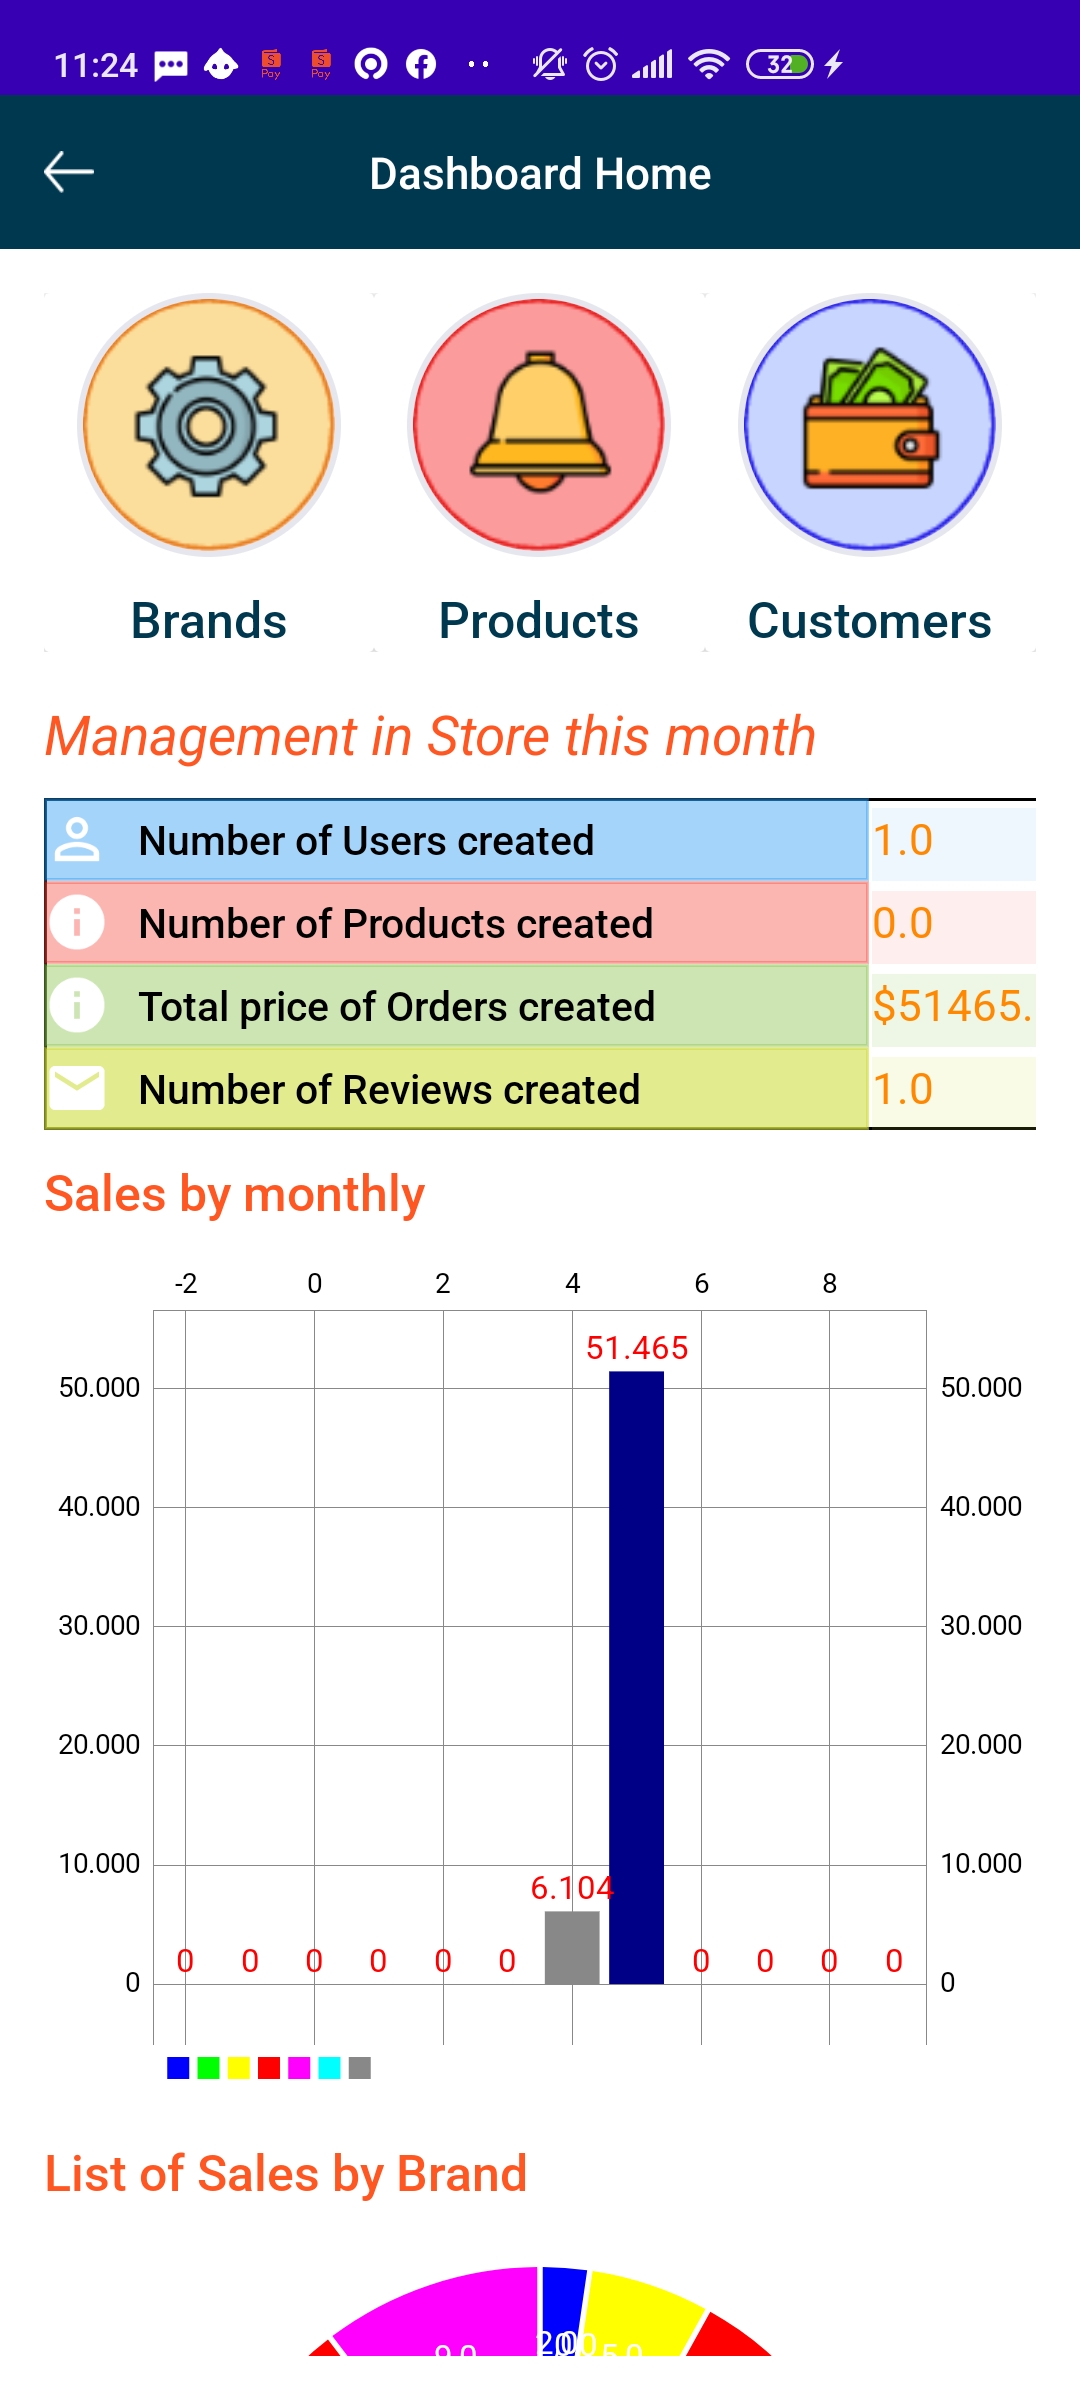 11:24 32
Dashboard Home
Brands Products Customers
Management in Store this month
Number of Users created 1.0
Number of Products created 0.0
Total price of Orders created $51465.
Number of Reviews created 1.0
Sales by monthly
-2 0 2 4 6 8
51.465
50.000 50.000
40.000 40.000
30.000 30.000
20.000 20.000
10.000 10.000
6.104
0 0 0 0 0 0 0 0 0 0
0 0
List of Sales by Brand